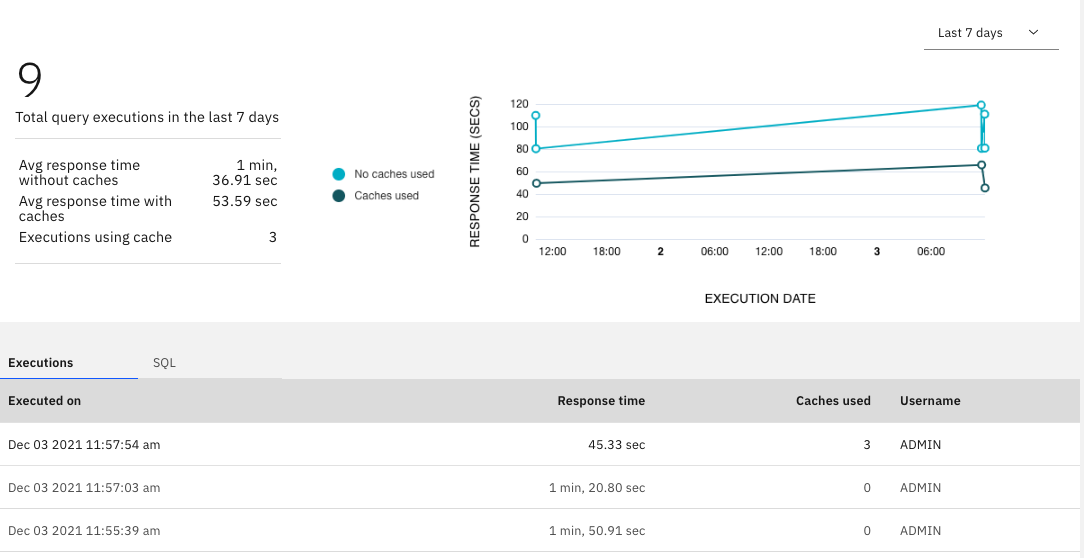 Last 7 days
9
Total query executions in the last 7 days
Avg response time without caches 1 min, 36.91 sec
Avg response time with caches 53.59 sec
Executions using cache 3
No caches used
Caches used
RESPONSE TIME (SECS)
120
100
80
60
40
20
0
12:00 18:00 2 06:00 12:00 18:00 3 06:00
EXECUTION DATE
Executions SQL
Executed on Response time Caches used Username
Dec 03 2021 11:57:54 am 45.33 sec 3 ADMIN
Dec 03 2021 11:57:03 am 1 min, 20.80 sec 0 ADMIN
Dec 03 2021 11:55:39 am 1 min, 50.91 sec 0 ADMIN